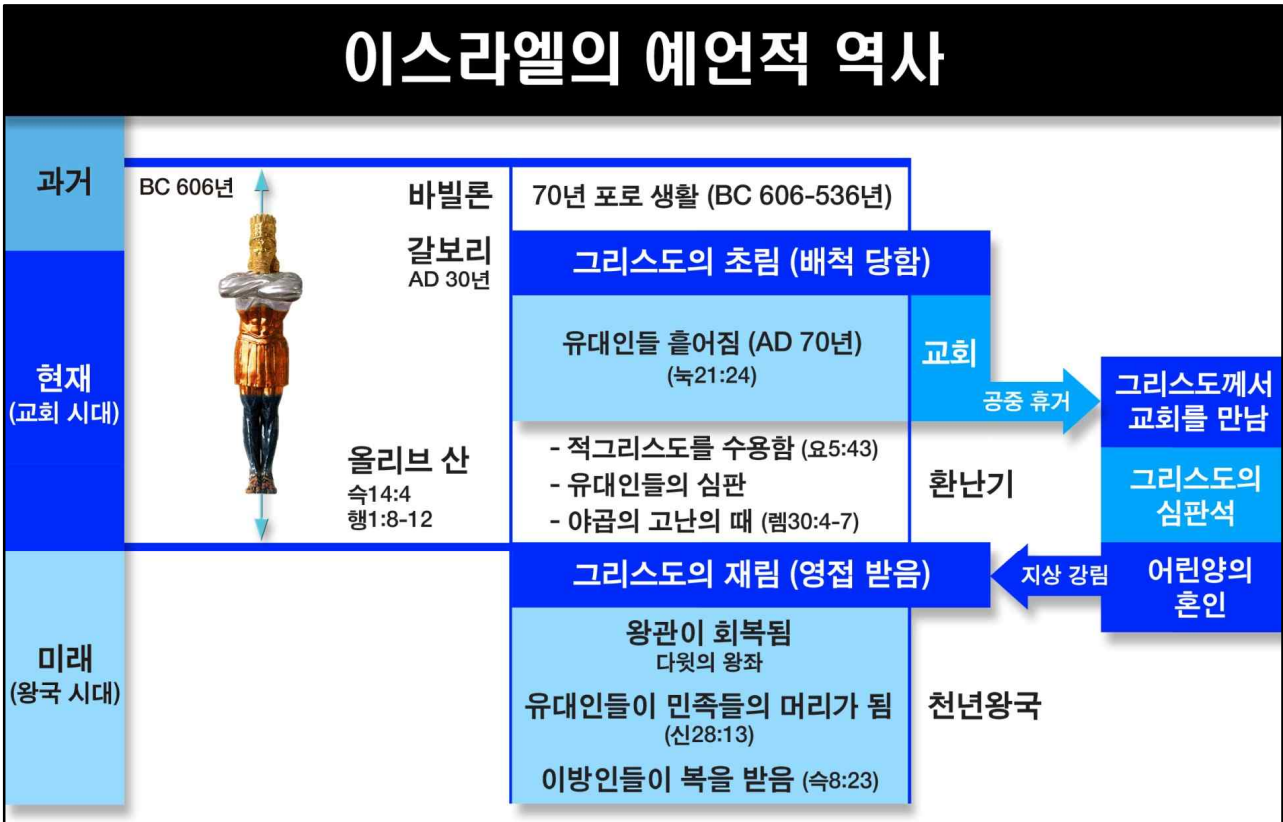 이스라엘의 예언적 역사
과거
BC 606년
바빌론
70년 포로 생활 (BC 606-536년)
갈보리
AD 30년
그리스도의 초림 (배척 당함)
현재
(교회 시대)
유대인들 흩어짐 (AD 70년)
(눅21:24)
교회
공중 휴거
그리스도께서
교회를 만남
올리브 산
슥14:4
행1:8-12
- 적그리스도를 수용함 (요5:43)
- 유대인들의 심판
- 야곱의 고난의 때 (렘30:4-7)
환난기
그리스도의
심판석
그리스도의 재림 (영접 받음)
지상 강림
어린양의
혼인
미래
(왕국 시대)
왕관이 회복됨
다윗의 왕좌
유대인들이 민족들의 머리가 됨
(신28:13)
이방인들이 복을 받음 (슥8:23)
천년왕국